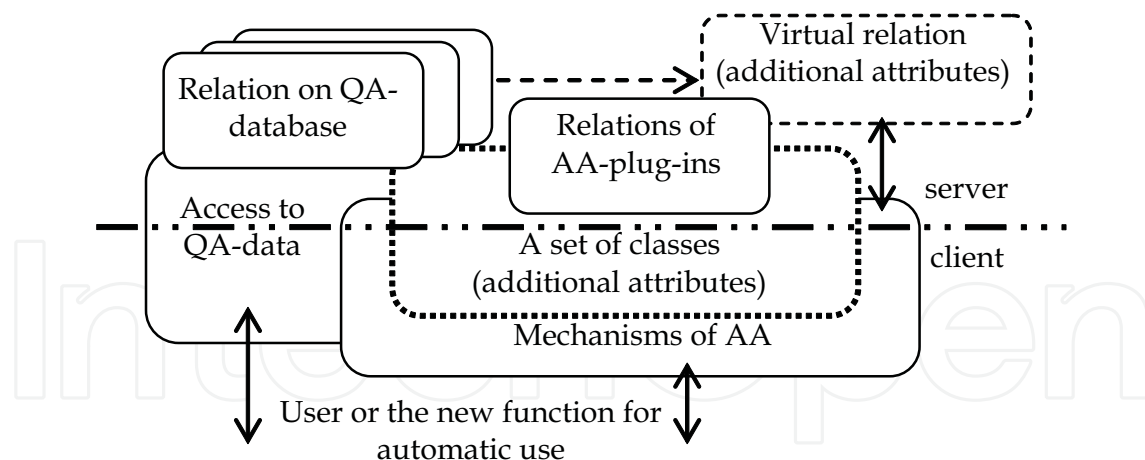 Virtual relation
(additional attributes)
Relation on QA-
database
Relations of
AA-plug-ins
server
Access to
QA-data
A set of classes
(additional attributes)
client
Mechanisms of AA
User or the new function for
automatic use
IntechOpen